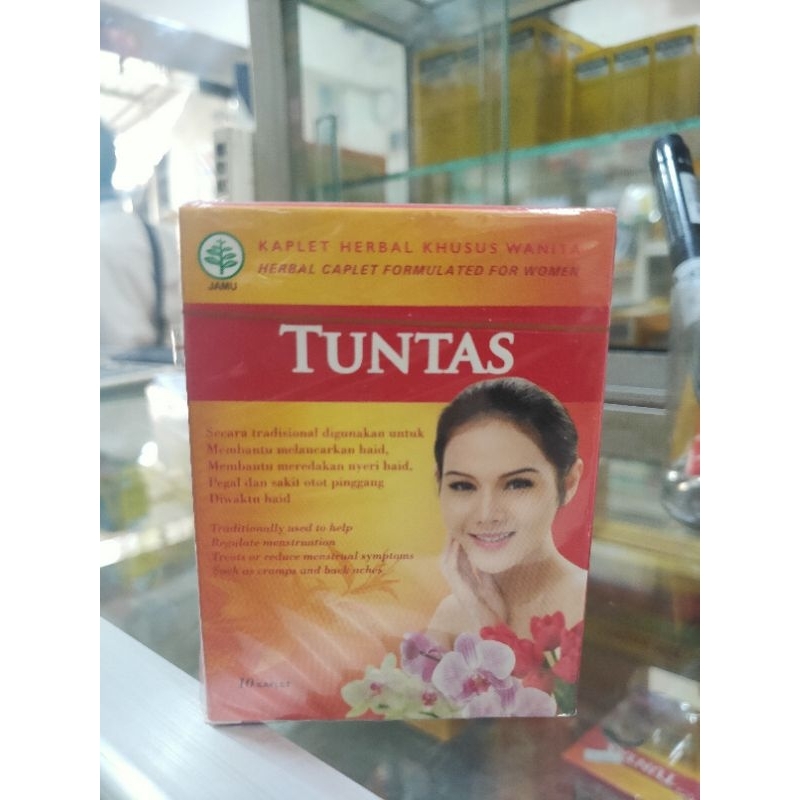 KAPLET HERBAL KHUSUS WANITA
HERBAL CAPLET FORMULATED FOR WOMEN
JAMU
TUNTAS
Secara tradisional digunakan untuk
Membantu melancarkan haid,
Membantu meredakan nyeri haid,
Pegal dan sakit otot pinggang
Diwaktu haid
Traditionally used to help
Regulate menstruation
Treats or reduce menstrual symptoms
Such as cramps and back aches
10 CAPLET